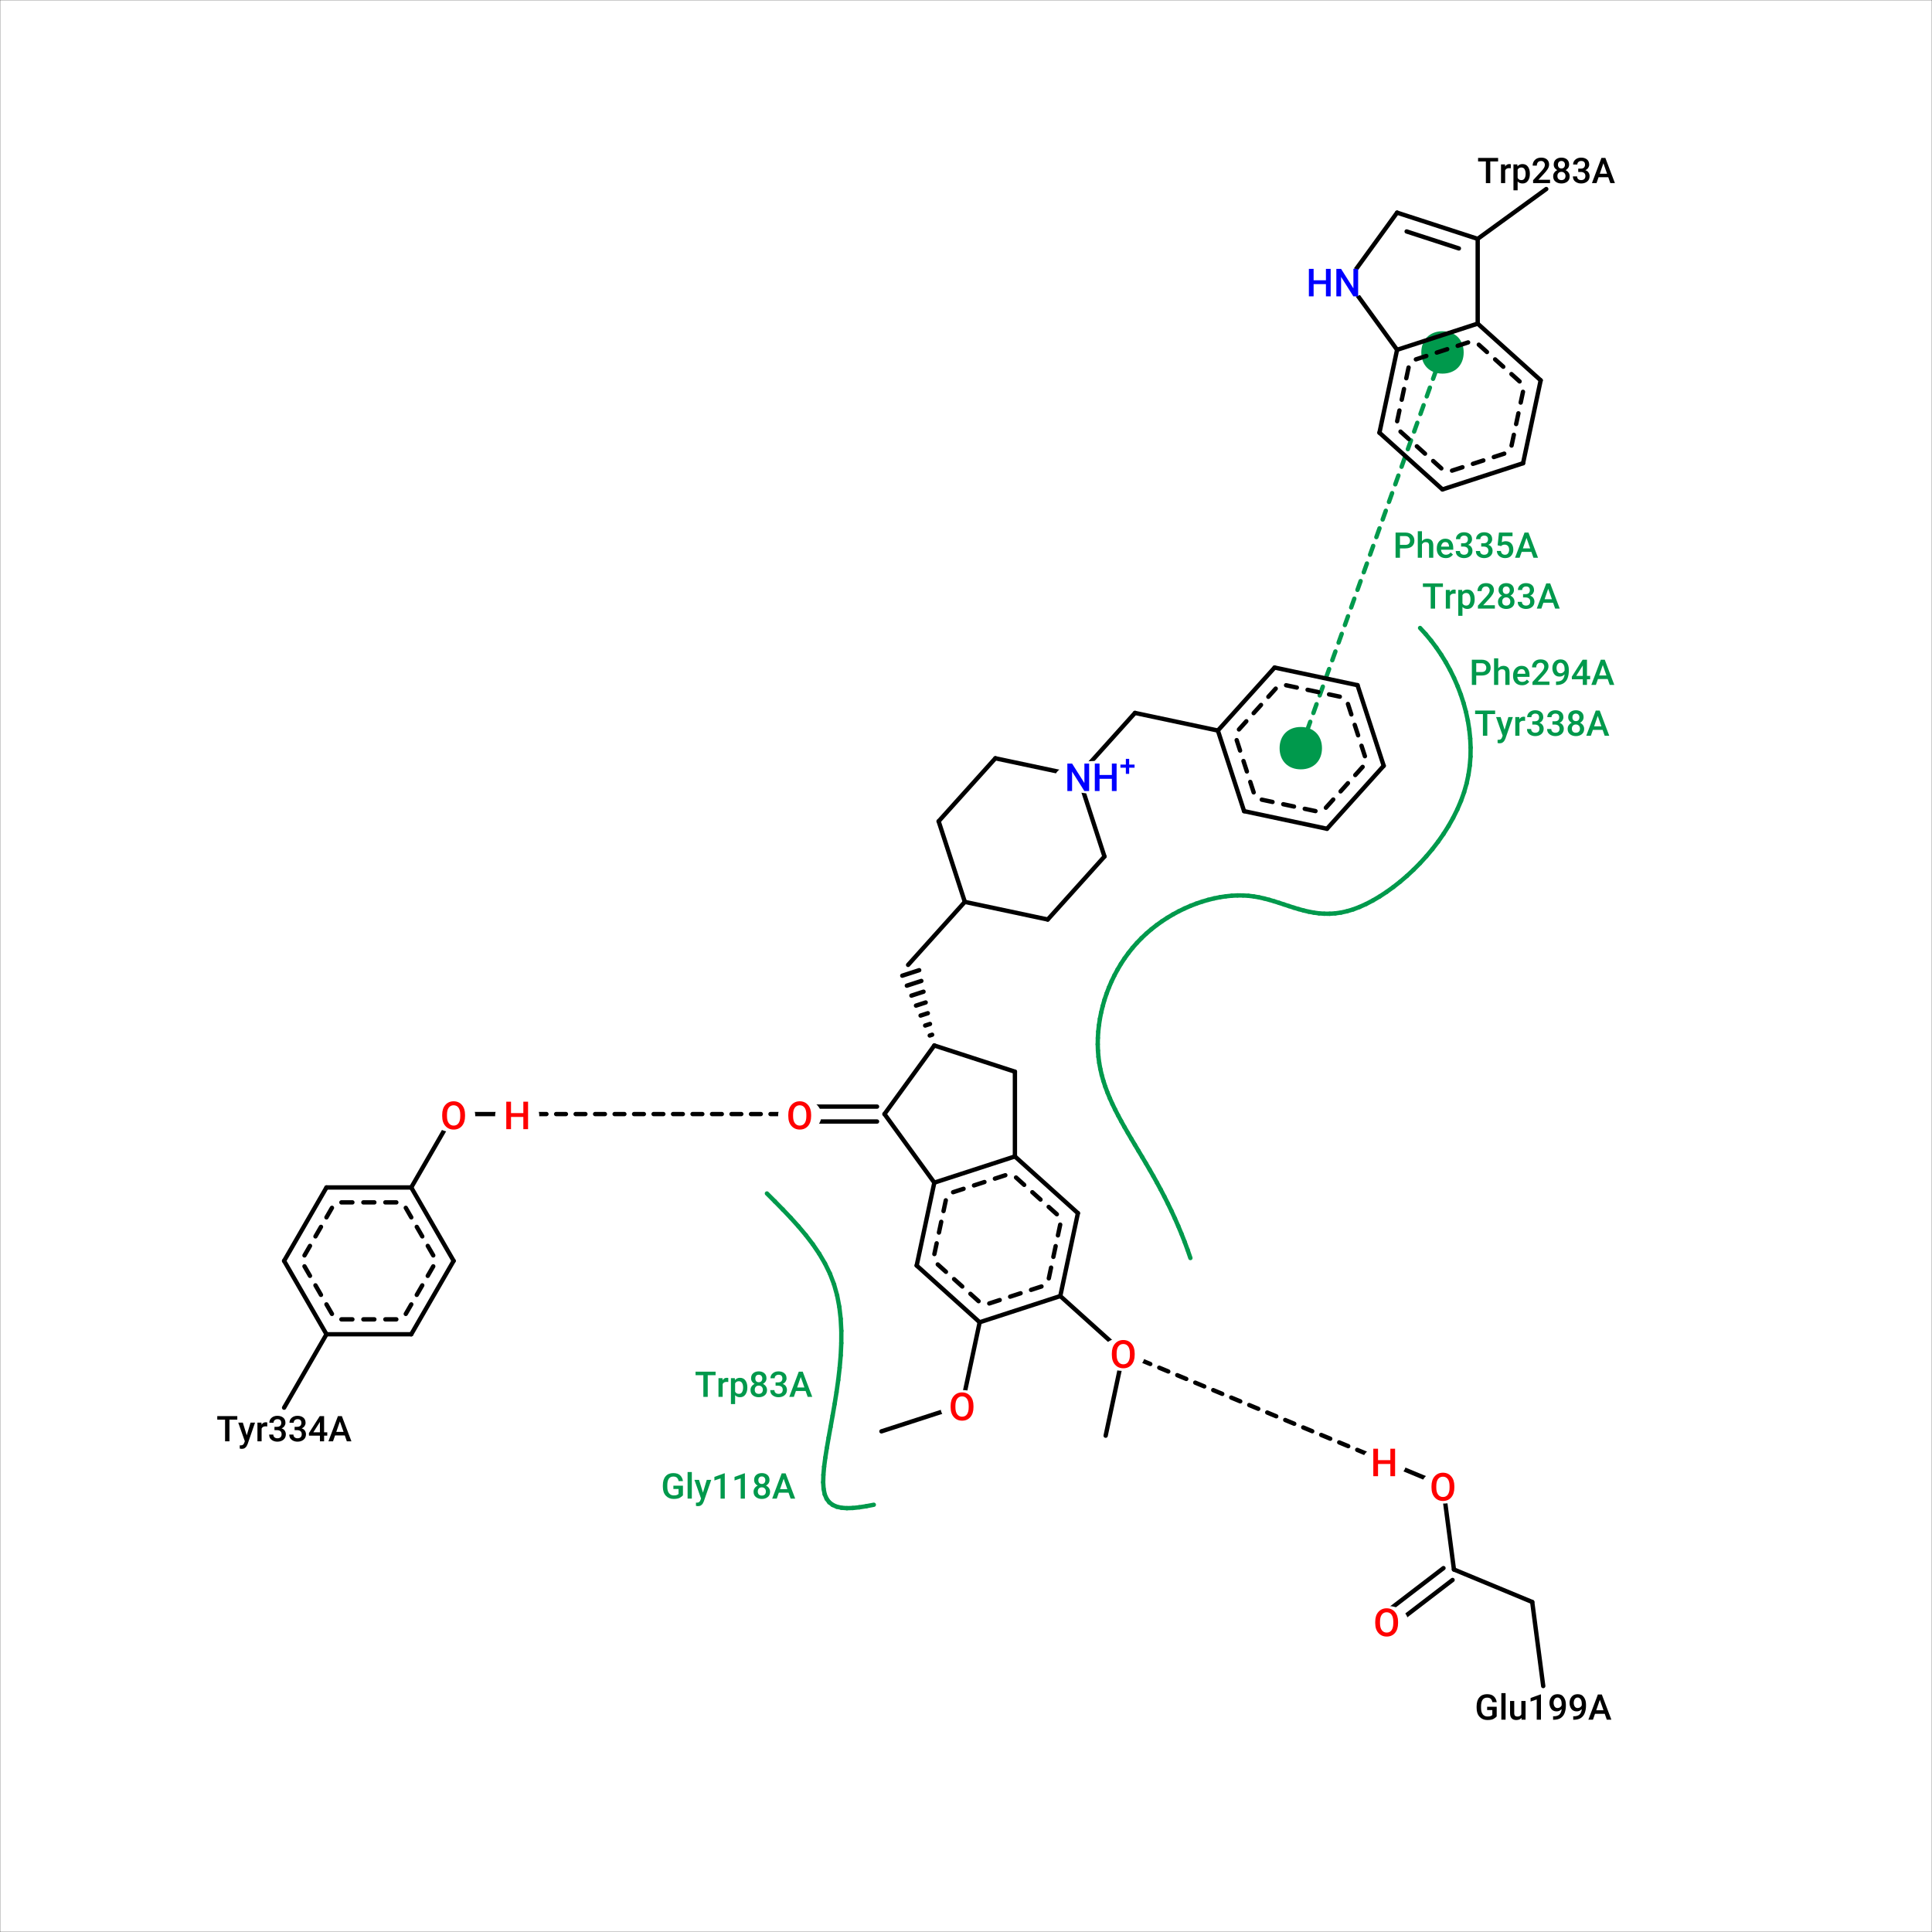 Trp283A
HN
Phe335A
Trp283A
Phe294A
Tyr338A
NH+
O H
O
O
Trp83A
O
Tyr334A
H
O
Gly118A
O
Glu199A